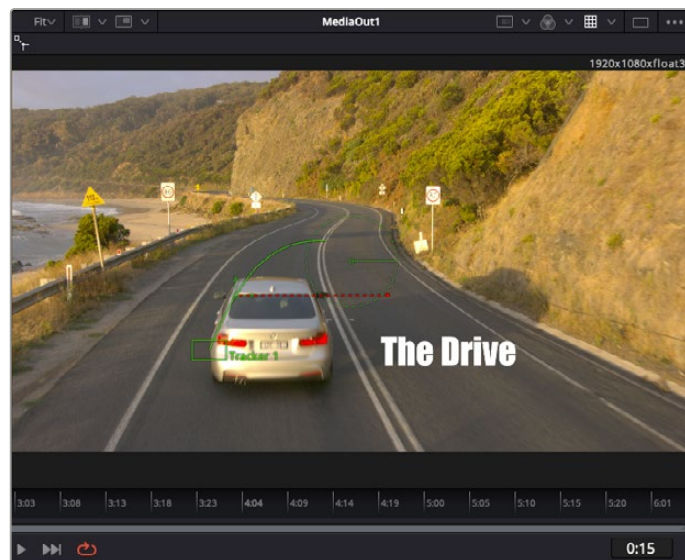 Fit MediaOut1
1920x1080xfloat3
Tracker 1
The Drive
3:03 3:08 3:13 3:18 3:23 4:04 4:09 4:14 4:19 5:00 5:05 5:10 5:15 5:20 6:01
0:15